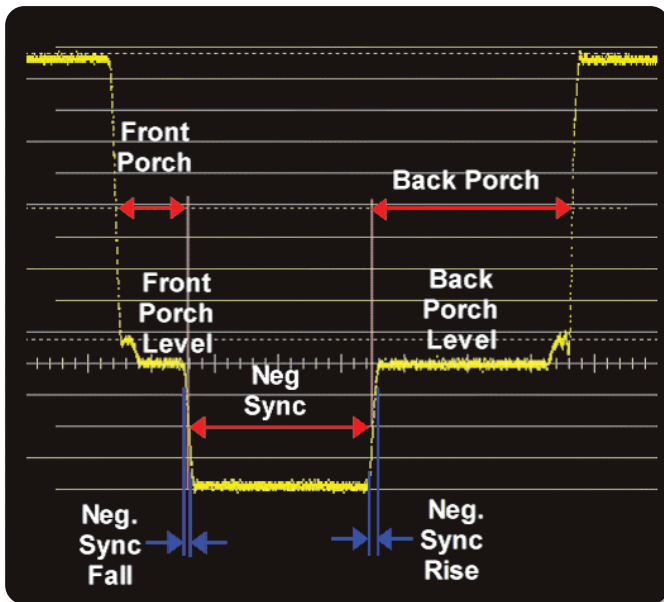 Front
Porch
Back Porch
Front
Porch
Level
Back
Porch
Level
Neg
Sync
Neg.
Sync
Fall
Neg.
Sync
Rise